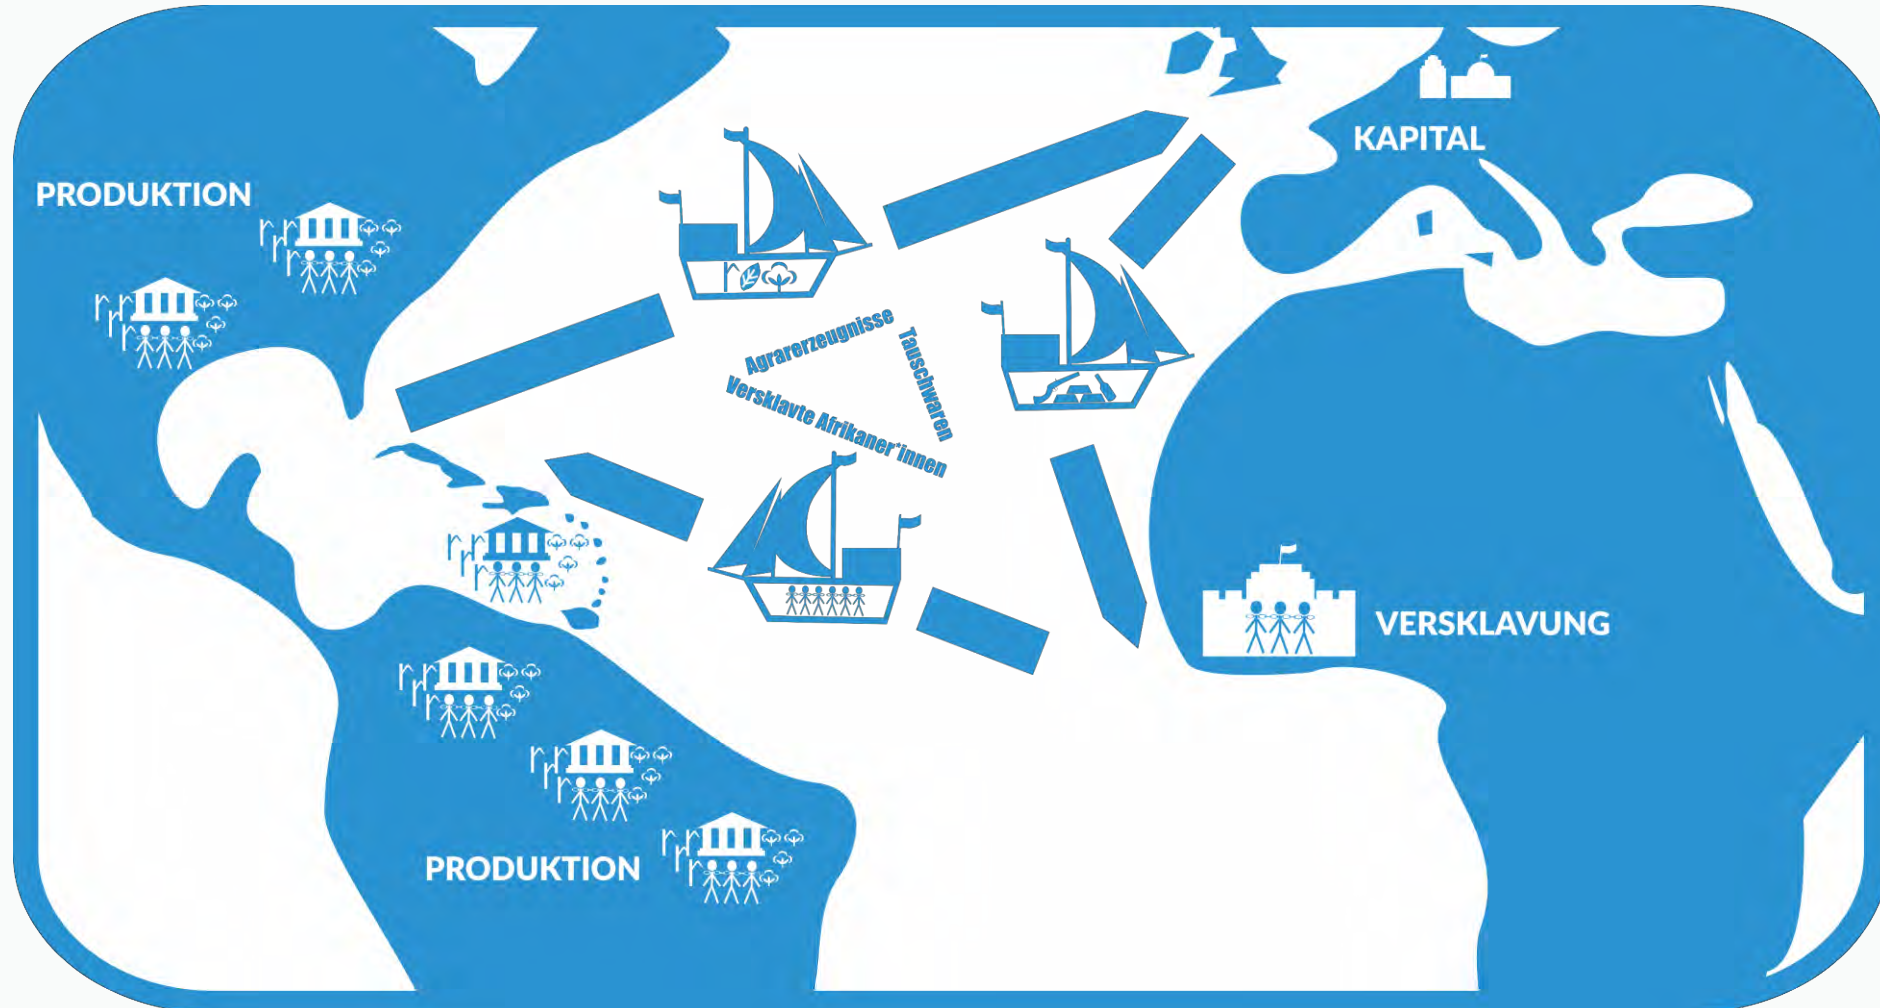 KAPITAL
PRODUKTION
Agrarerzeugnisse
Tauschwaren
Versklavte Afrikaner*innen
VERSKLAVUNG
PRODUKTION